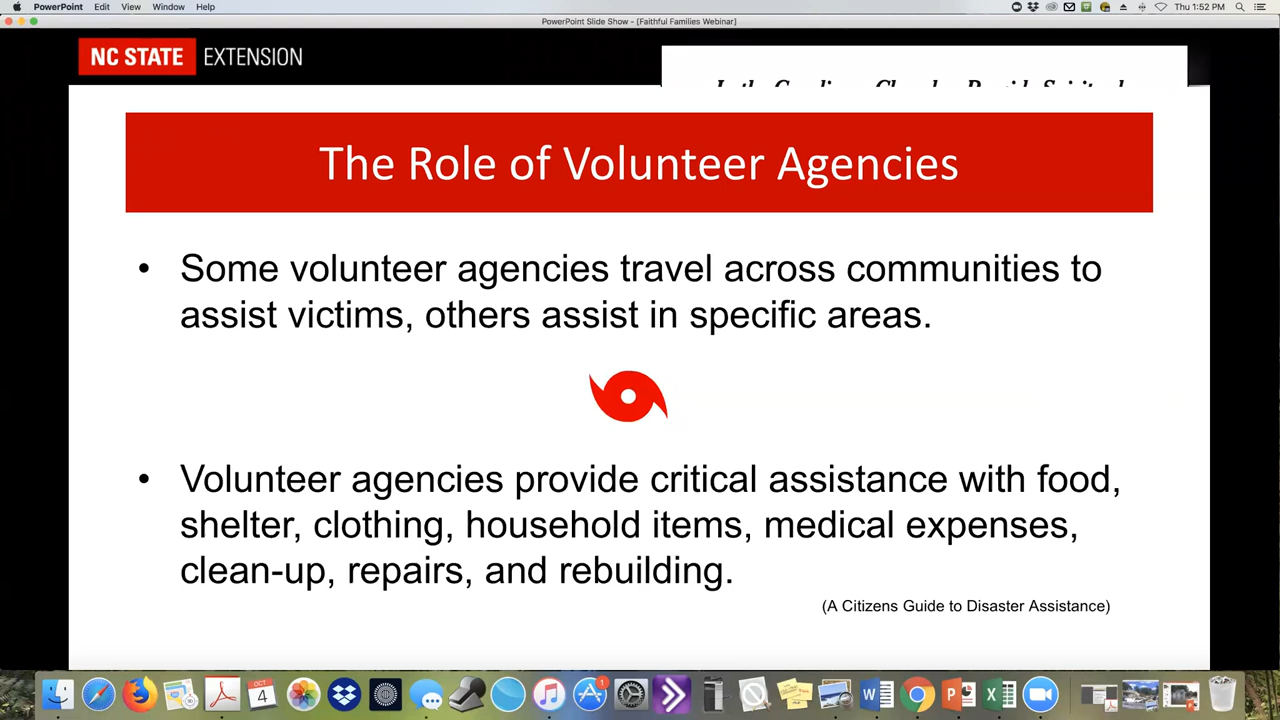 PowerPoint Edit View Window Help
Thu 1:52 PM
PowerPoint Slide Show - [Faithful Families Webinar]
NC STATE EXTENSION
The Role of Volunteer Agencies
• Some volunteer agencies travel across communities to
assist victims, others assist in specific areas.
• Volunteer agencies provide critical assistance with food,
shelter, clothing, household items, medical expenses,
clean-up, repairs, and rebuilding.
(A Citizens Guide to Disaster Assistance)
OCT
4
1